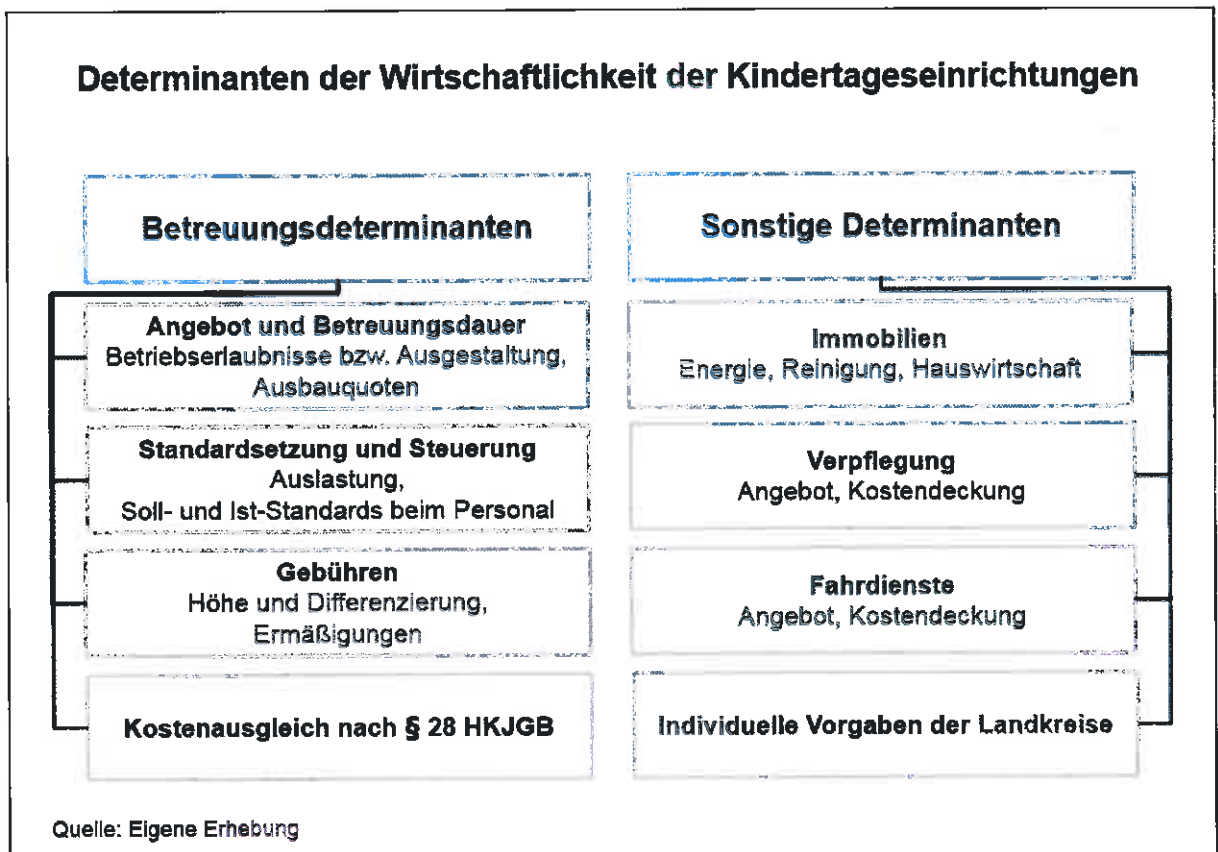 Determinanten der Wirtschaftlichkeit der Kindertageseinrichtungen
Betreuungsdeterminanten
Angebot und Betreuungsdauer
Betriebserlaubnisse bzw. Ausgestaltung,
Ausbauquoten
Standardsetzung und Steuerung
Auslastung,
Soll- und Ist-Standards beim Personal
Gebühren
Höhe und Differenzierung,
Ermäßigungen
Kostenausgleich nach § 28 HKJGB
Sonstige Determinanten
Immobilien
Energie, Reinigung, Hauswirtschaft
Verpflegung
Angebot, Kostendeckung
Fahrdienste
Angebot, Kostendeckung
Individuelle Vorgaben der Landkreise
Quelle: Eigene Erhebung